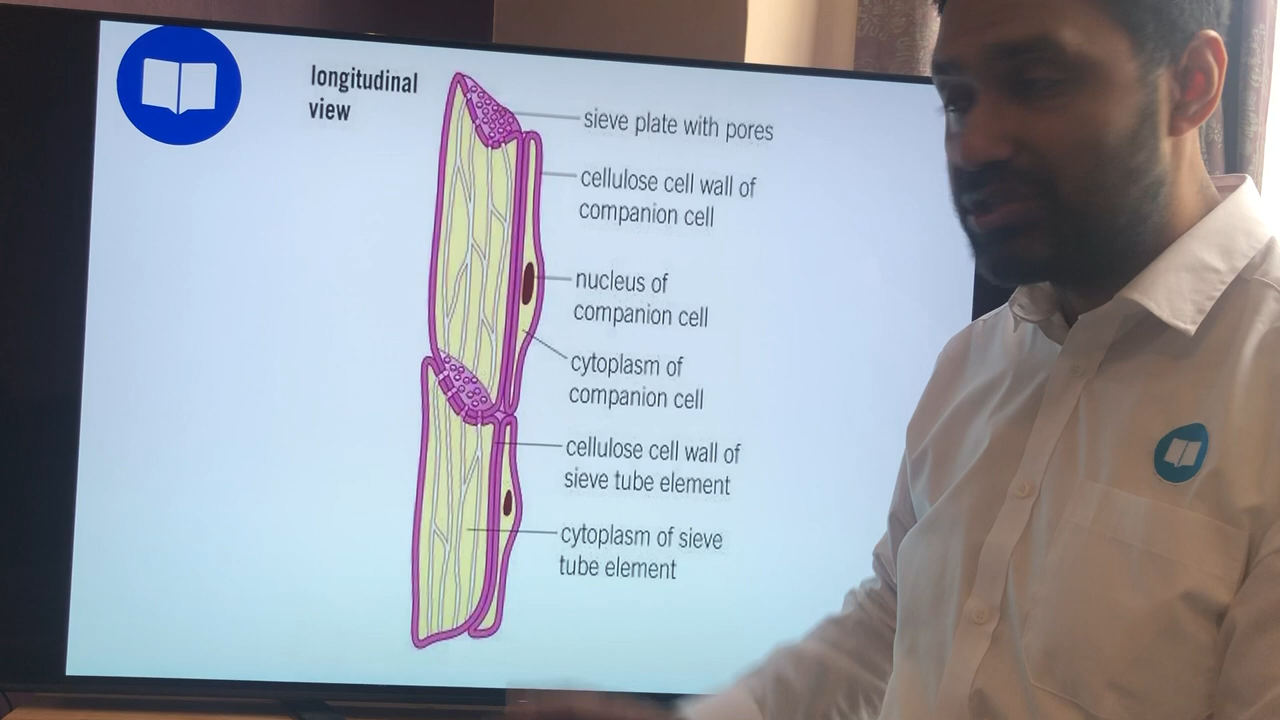 longitudinal
view
sieve plate with pores
cellulose cell wall of
companion cell
nucleus of
companion cell
cytoplasm of
companion cell
cellulose cell wall of
sieve tube element
cytoplasm of sieve
tube element